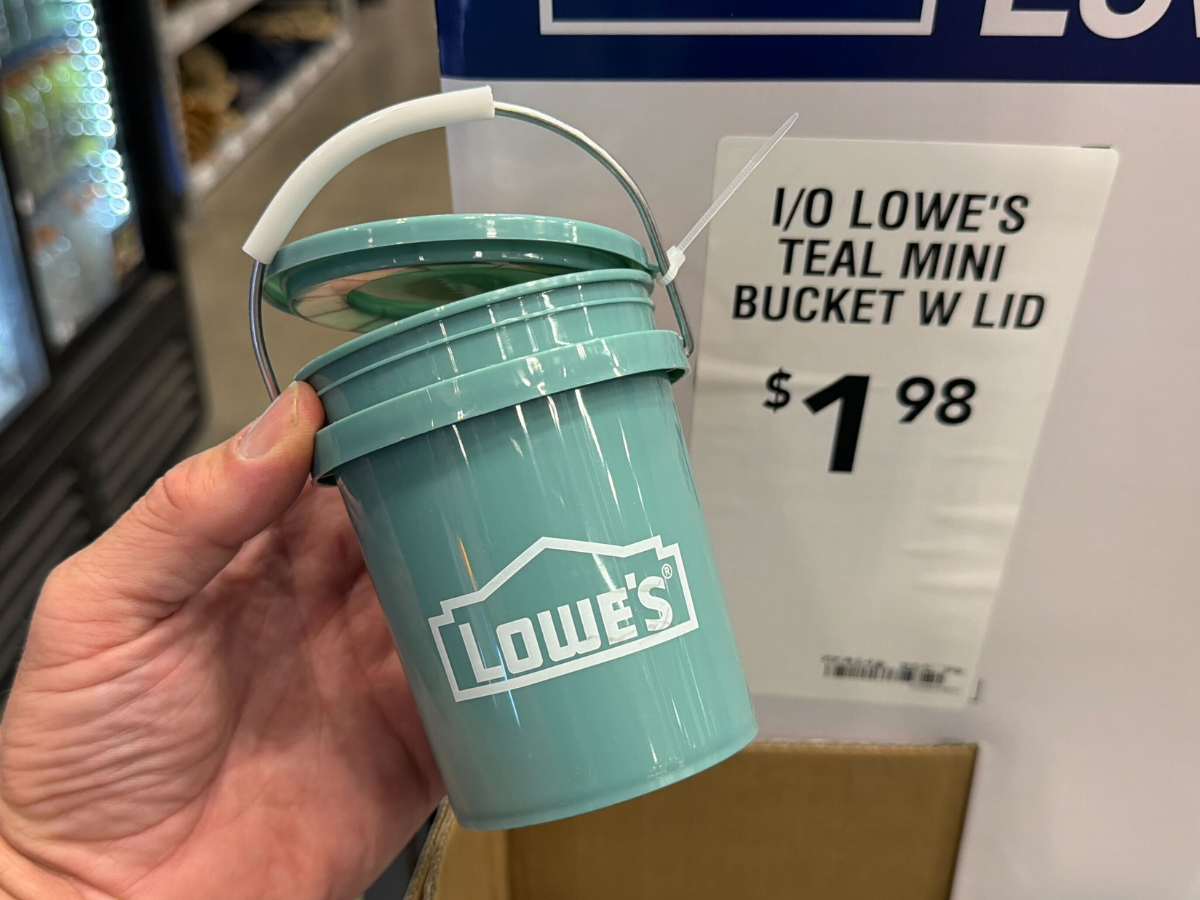 I/O LOWE'S
TEAL MINI
BUCKET W LID
$1 98
LOWE'S®